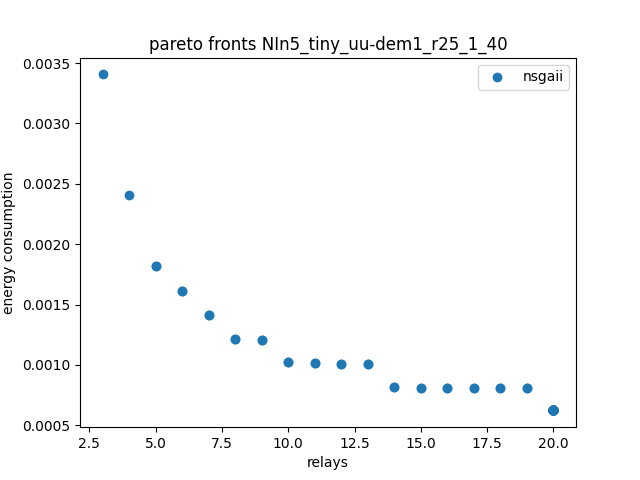 pareto fronts NIn5_tiny_uu-dem1_r25_1_40
nsgaii
0.0035
0.0030
0.0025
0.0020
0.0015
0.0010
0.0005
energy consumption
2.5 5.0 7.5 10.0 12.5 15.0 17.5 20.0
relays